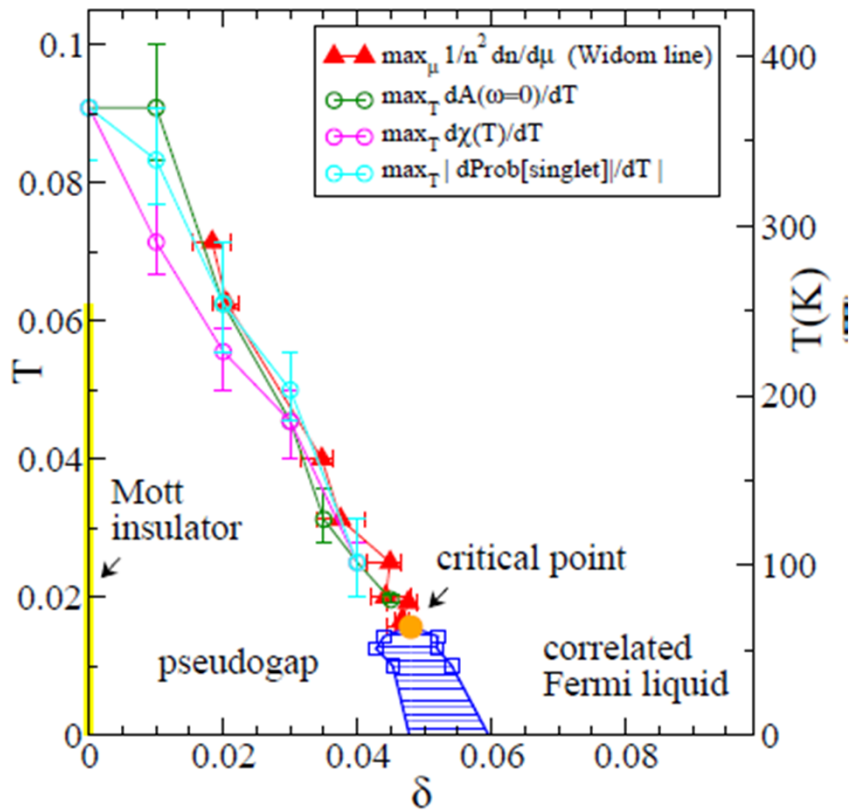 0.1
0.08
0.06
0.04
0.02
0
T
max_μ 1/n² dn/dμ (Widom line)
max_T dA(ω=0)/dT
max_T dχ(T)/dT
max_T | dProb[singlet]|/dT |
400
300
200
100
0
T(K)
Mott
insulator
critical point
pseudogap
correlated
Fermi liquid
0
0.02
0.04
0.06
0.08
δ